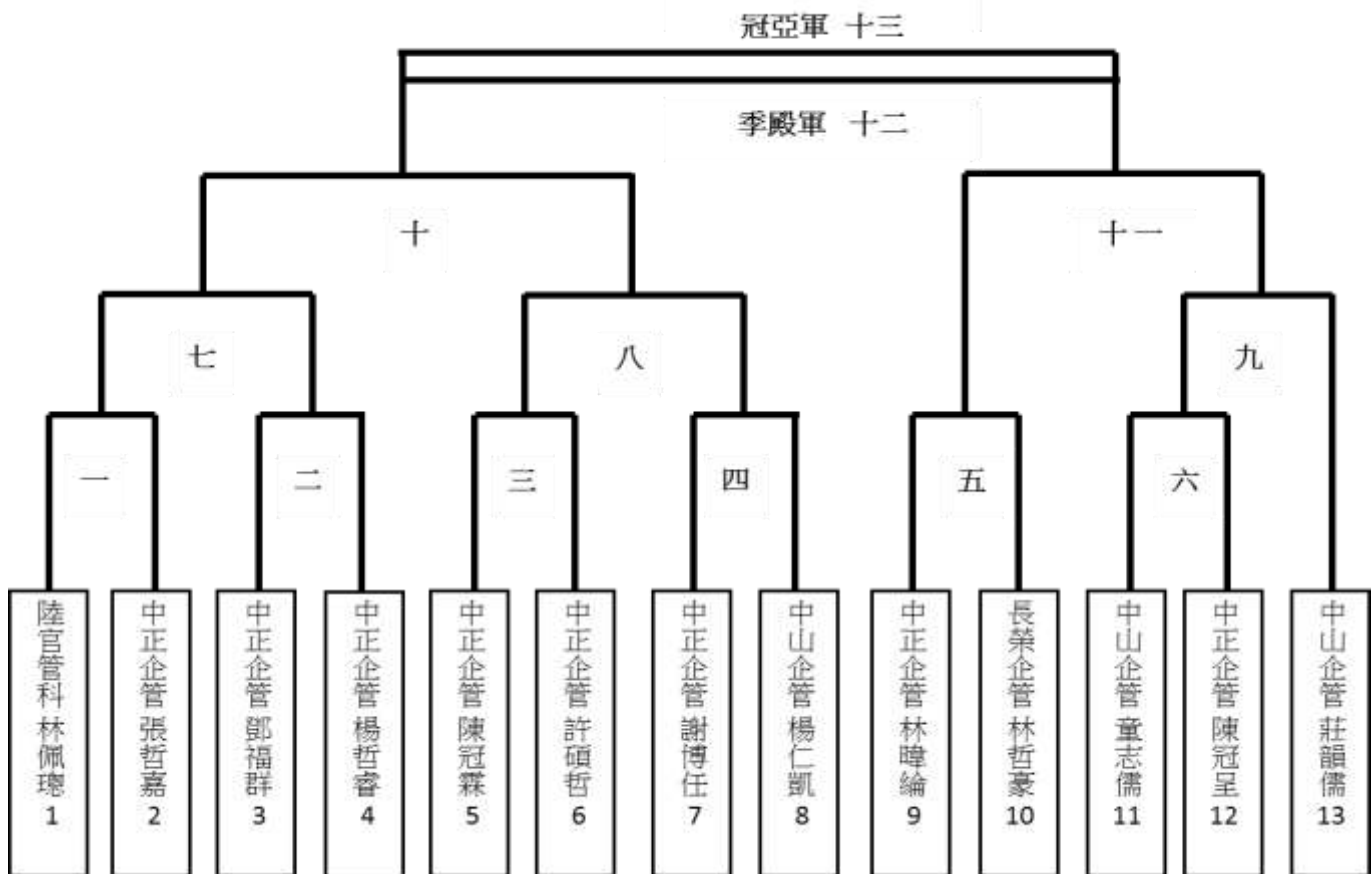 冠亞軍 十三
季殿軍 十二
十
十一
七
八
九
一
二
三
四
五
六
陸官管科 林佩璁 1
中正企管 張哲嘉 2
中正企管 鄧福群 3
中正企管 楊哲睿 4
中正企管 陳冠霖 5
中正企管 許碩哲 6
中正企管 謝博任 7
中山企管 楊仁凱 8
中正企管 林暐綸 9
長榮企管 林哲豪 10
中山企管 童志儒 11
中正企管 陳冠呈 12
中山企管 莊韻儒 13